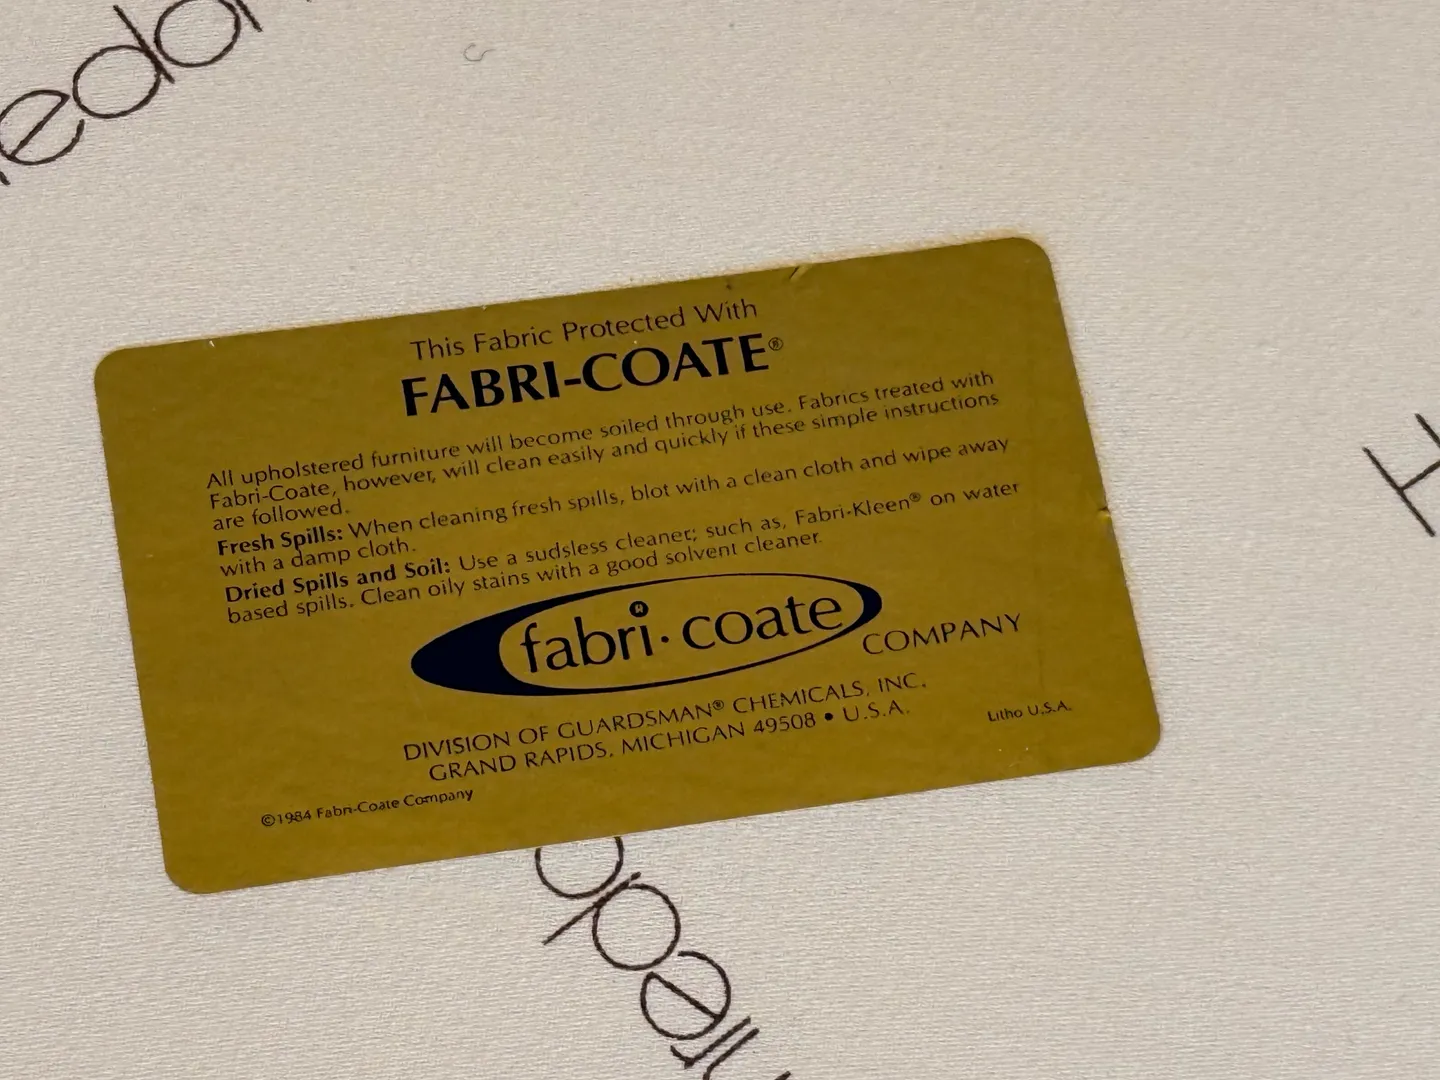 edo
This Fabric Protected With
FABRI-COATE®
All upholstered furniture will become soiled through use. Fabrics treated with
Fabri-Coate, however, will clean easily and quickly if these simple instructions
are followed.
Fresh Spills: When cleaning fresh spills, blot with a clean cloth and wipe away
with a damp cloth.
Dried Spills and Soil: Use a sudsless cleaner; such as, Fabri-Kleen® on water
based spills. Clean oily stains with a good solvent cleaner.
fabri·coate®
COMPANY
DIVISION OF GUARDSMAN® CHEMICALS, INC.
GRAND RAPIDS, MICHIGAN 49508 • U.S.A.
Litho U.S.A.
©1984 Fabri-Coate Company
H